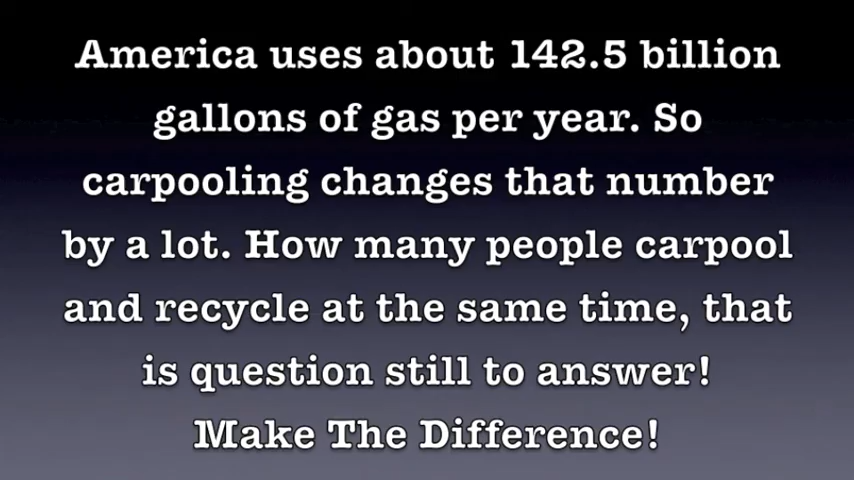 America uses about 142.5 billion
gallons of gas per year. So
carpooling changes that number
by a lot. How many people carpool
and recycle at the same time, that
is question still to answer!
Make The Difference!